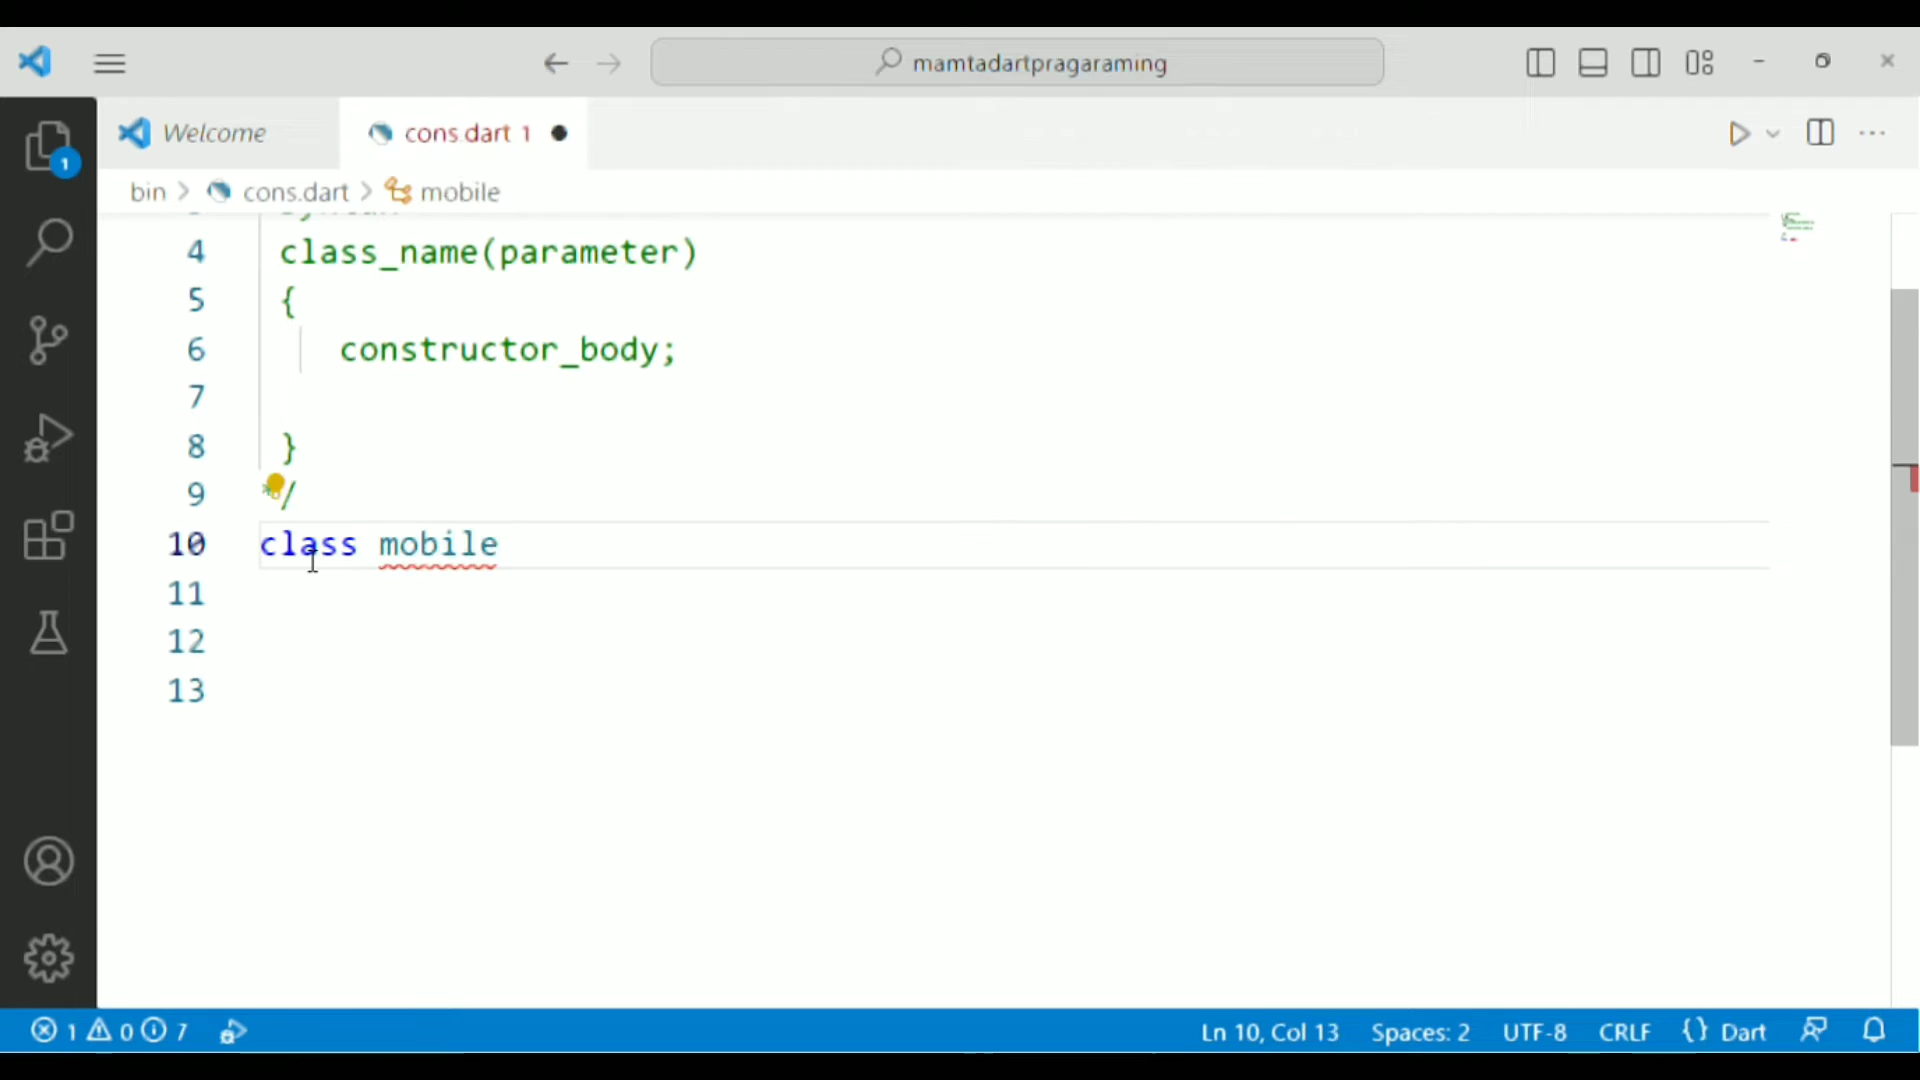 mamtadartpragaraming
Welcome
cons.dart 1
bin > cons.dart > mobile
4 class_name(parameter)
5 {
6 constructor_body;
7
8 }
9 */
10 class mobile
11
12
13
1
1 0 7
Ln 10, Col 13 Spaces: 2 UTF-8 CRLF {} Dart